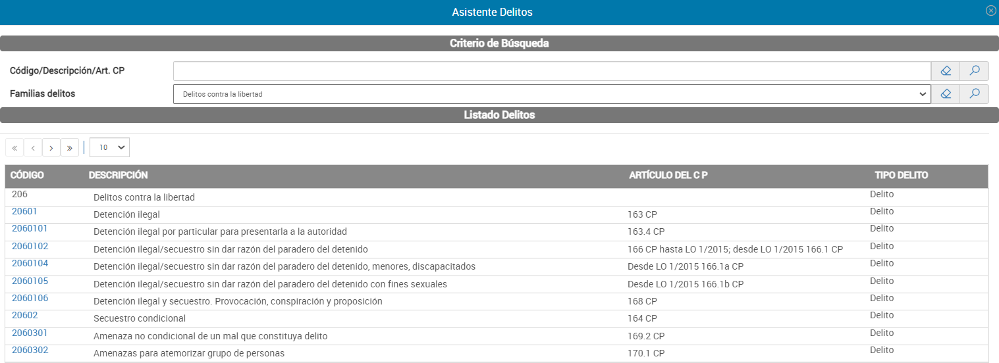 Asistente Delitos
Criterio de Búsqueda
Código/Descripción/Art. CP
Familias delitos Delitos contra la libertad
Listado Delitos
« ‹ › » 10
CÓDIGO DESCRIPCIÓN ARTÍCULO DEL C P TIPO DELITO
206 Delitos contra la libertad Delito
20601 Detención ilegal 163 CP Delito
2060101 Detención ilegal por particular para presentarla a la autoridad 163.4 CP Delito
2060102 Detención ilegal/secuestro sin dar razón del paradero del detenido 166 CP hasta LO 1/2015; desde LO 1/2015 166.1 CP Delito
2060104 Detención ilegal/secuestro sin dar razón del paradero del detenido, menores, discapacitados Desde LO 1/2015 166.1a CP Delito
2060105 Detención ilegal/secuestro sin dar razón del paradero del detenido con fines sexuales Desde LO 1/2015 166.1b CP Delito
2060106 Detención ilegal y secuestro. Provocación, conspiración y proposición 168 CP Delito
20602 Secuestro condicional 164 CP Delito
2060301 Amenaza no condicional de un mal que constituya delito 169.2 CP Delito
2060302 Amenazas para atemorizar grupo de personas 170.1 CP Delito